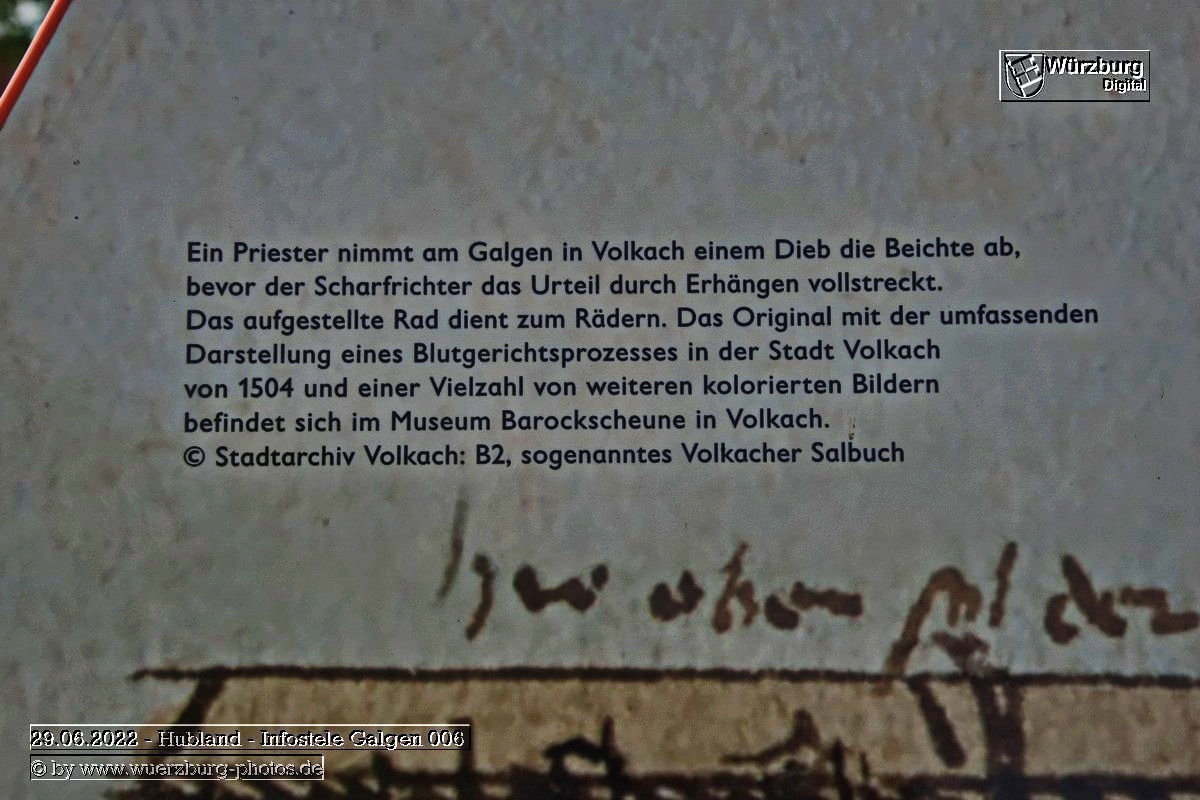 Würzburg
Digital
Ein Priester nimmt am Galgen in Volkach einem Dieb die Beichte ab,
bevor der Scharfrichter das Urteil durch Erhängen vollstreckt.
Das aufgestellte Rad dient zum Rädern. Das Original mit der umfassenden
Darstellung eines Blutgerichtsprozesses in der Stadt Volkach
von 1504 und einer Vielzahl von weiteren kolorierten Bildern
befindet sich im Museum Barockscheune in Volkach.
© Stadtarchiv Volkach: B2, sogenanntes Volkacher Salbuch
29.06.2022 - Hubland - Infostele Galgen 006
© by www.wuerzburg-photos.de